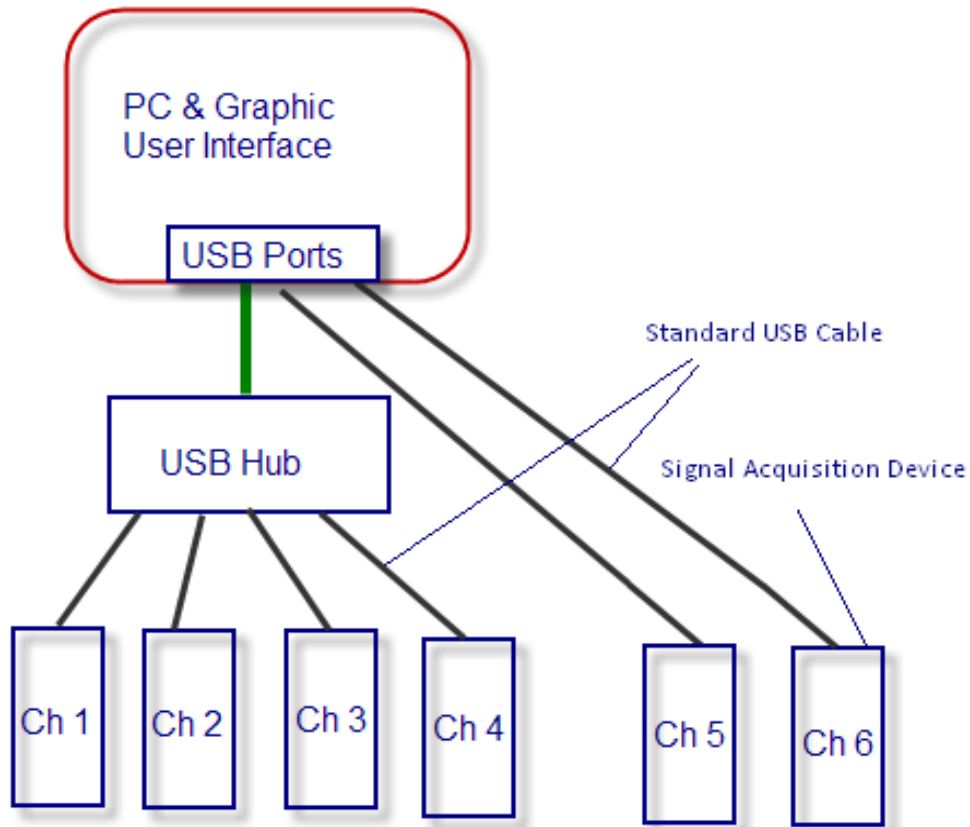 PC & Graphic
User Interface
USB Ports
Standard USB Cable
USB Hub
Signal Acquisition Device
Ch 1
Ch 2
Ch 3
Ch 4
Ch 5
Ch 6